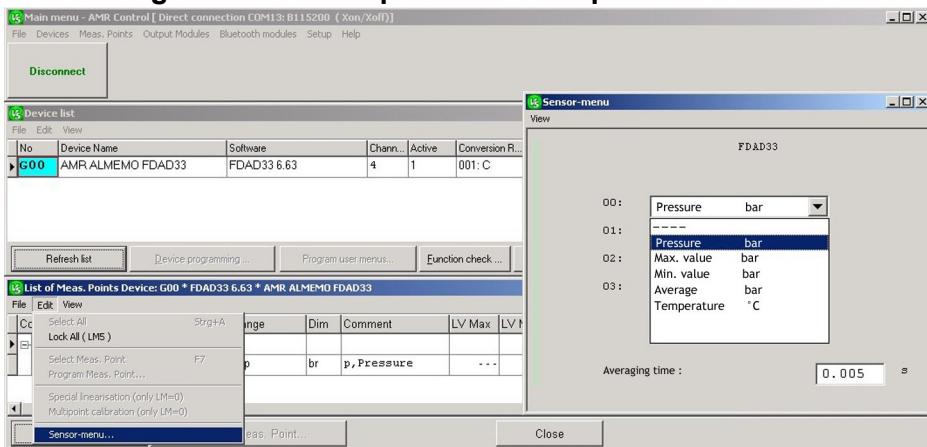 Main menu - AMR Control [ Direct connection COM13: B115200 ( Xon/Xoff)]
File Devices Meas. Points Output Modules Bluetooth modules Setup Help
Disconnect
Device list
File Edit View
No Device Name Software Chann... Active Conversion R...
G00 AMR ALMEMO FDAD33 FDAD33 6.63 4 1 001: C
Refresh list Device programming ... Program user menus... Function check ...
List of Meas. Points Device: G00 * FDAD33 6.63 * AMR ALMEMO FDAD33
File Edit View
Dim Comment LV Max
br p,Pressure ---
Select All Strg+A
Lock All ( LM5 )
Select Meas. Point F7
Program Meas. Point...
Special linearisation (only LM=0)
Multipoint calibration (only LM=0)
Sensor-menu...
eas. Point...
Close
Sensor-menu
View
FDAD33
00: Pressure bar
01: ----
Pressure bar
02: Max. value bar
Min. value bar
03: Average bar
Temperature °C
Averaging time : 0.005 s